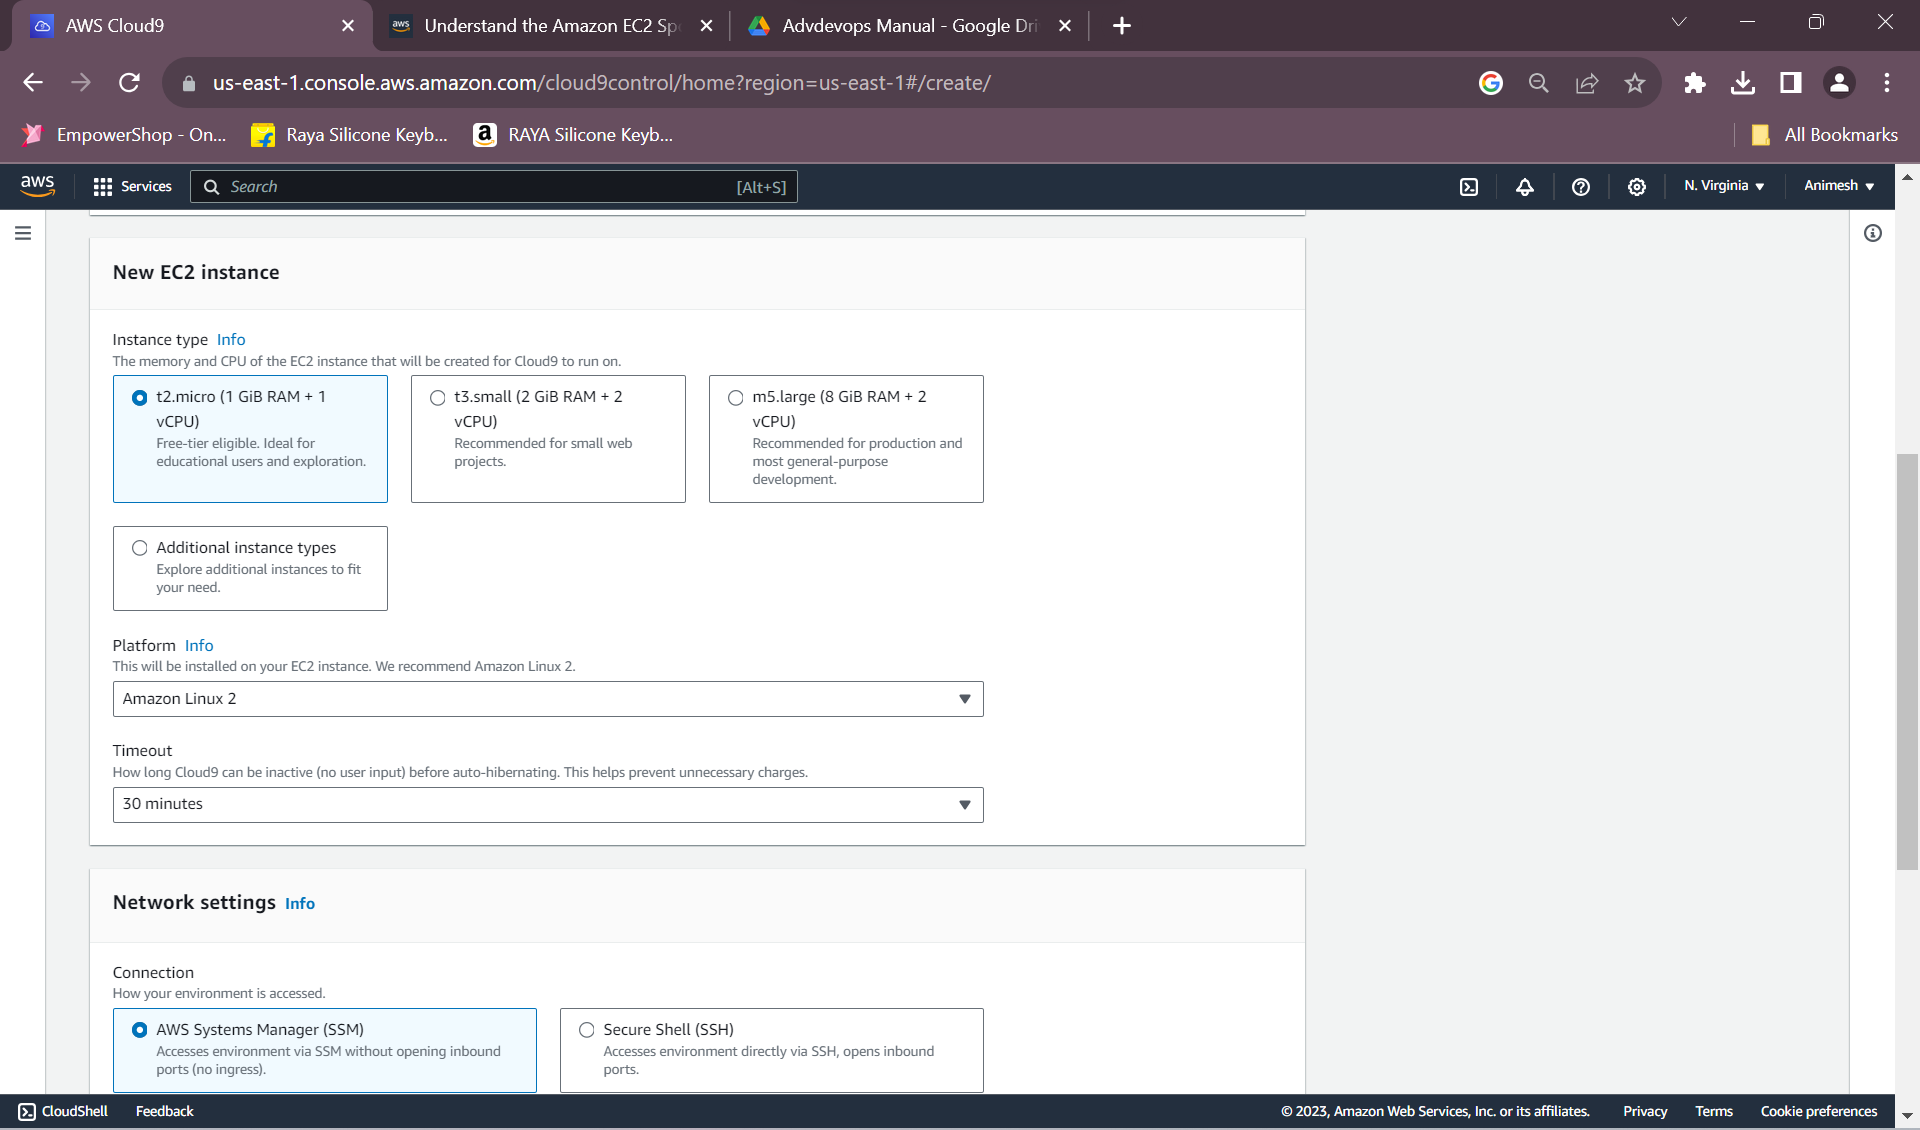 AWS Cloud9
aws
Understand the Amazon EC2 Sp
Advdevops Manual - Google Dri
us-east-1.console.aws.amazon.com/cloud9control/home?region=us-east-1#/create/
EmpowerShop - On...
Raya Silicone Keyb...
RAYA Silicone Keyb...
All Bookmarks
aws
Services
Search
[Alt+S]
N. Virginia
Animesh
New EC2 instance
Instance type Info
The memory and CPU of the EC2 instance that will be created for Cloud9 to run on.
t2.micro (1 GiB RAM + 1
vCPU)
Free-tier eligible. Ideal for
educational users and exploration.
t3.small (2 GiB RAM + 2
vCPU)
Recommended for small web
projects.
m5.large (8 GiB RAM + 2
vCPU)
Recommended for production and
most general-purpose
development.
Additional instance types
Explore additional instances to fit
your need.
Platform Info
This will be installed on your EC2 instance. We recommend Amazon Linux 2.
Amazon Linux 2
Timeout
How long Cloud9 can be inactive (no user input) before auto-hibernating. This helps prevent unnecessary charges.
30 minutes
Network settings Info
Connection
How your environment is accessed.
AWS Systems Manager (SSM)
Accesses environment via SSM without opening inbound
ports (no ingress).
Secure Shell (SSH)
Accesses environment directly via SSH, opens inbound
ports.
CloudShell
Feedback
© 2023, Amazon Web Services, Inc. or its affiliates.
Privacy
Terms
Cookie preferences